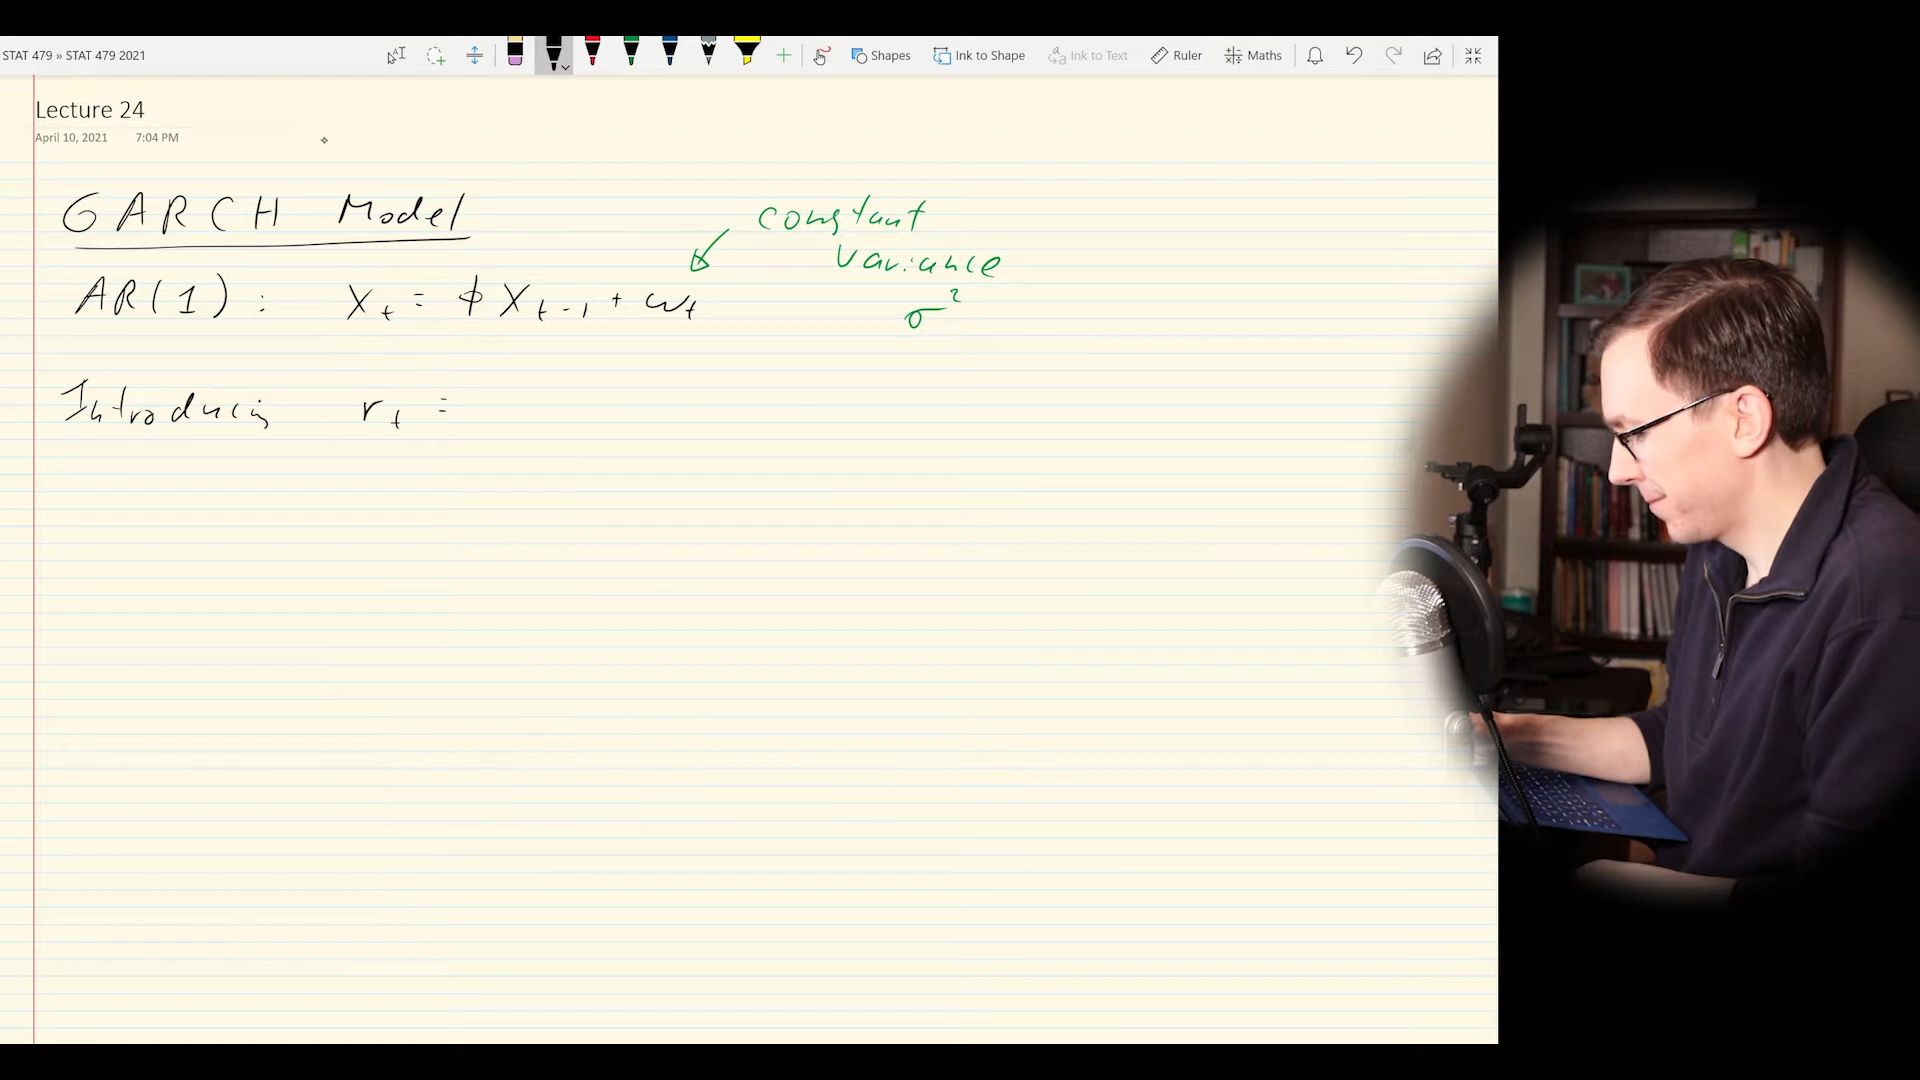 STAT 479 » STAT 479 2021
Shapes Ink to Shape Ink to Text Ruler Maths
Lecture 24
April 10, 2021 7:04 PM
GARCH Model
constant
variance
σ²
AR(1): Xₜ = ϕ Xₜ₋₁ + wₜ
Introducing rₜ =